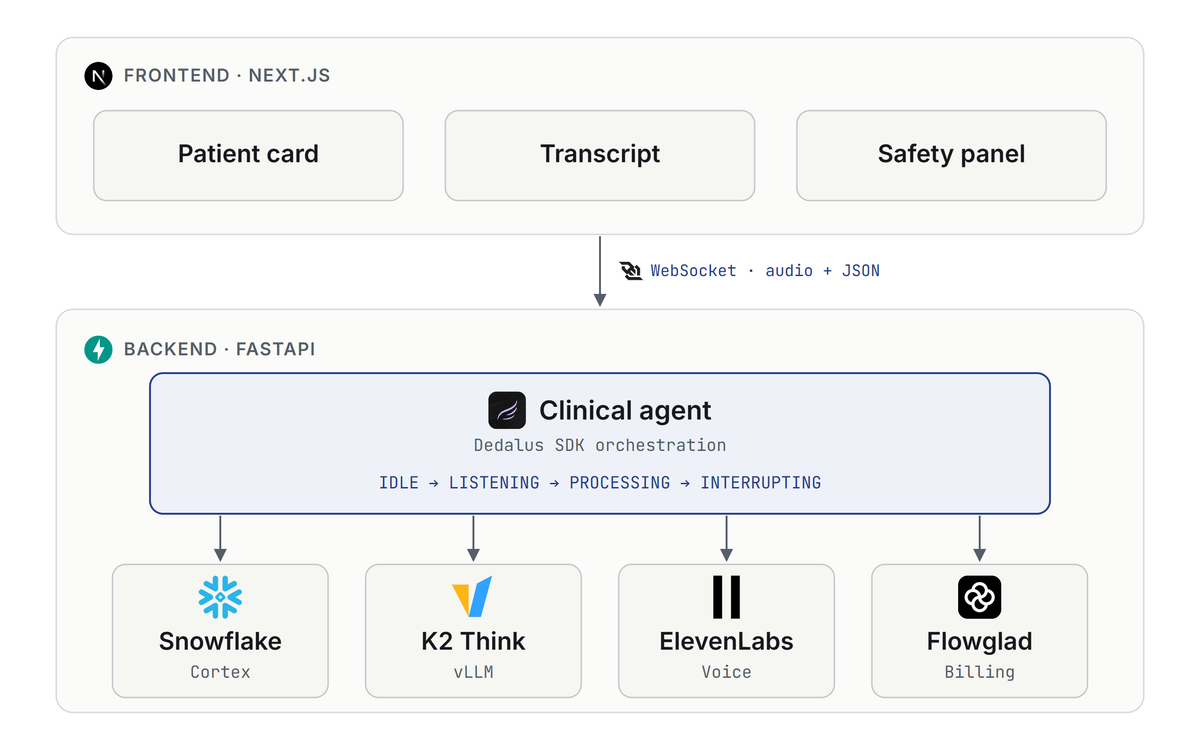 FRONTEND · NEXT.JS
Patient card
Transcript
Safety panel
WebSocket · audio + JSON
BACKEND · FASTAPI
Clinical agent
Dedalus SDK orchestration
IDLE → LISTENING → PROCESSING → INTERRUPTING
Snowflake
Cortex
K2 Think
vLLM
ElevenLabs
Voice
Flowglad
Billing